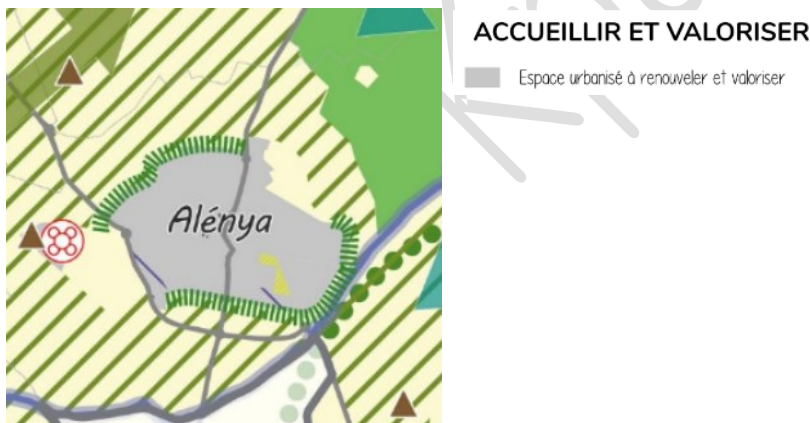 ACCUEILLIR ET VALORISER
Espace urbanisé à renouveler et valoriser
Alénya